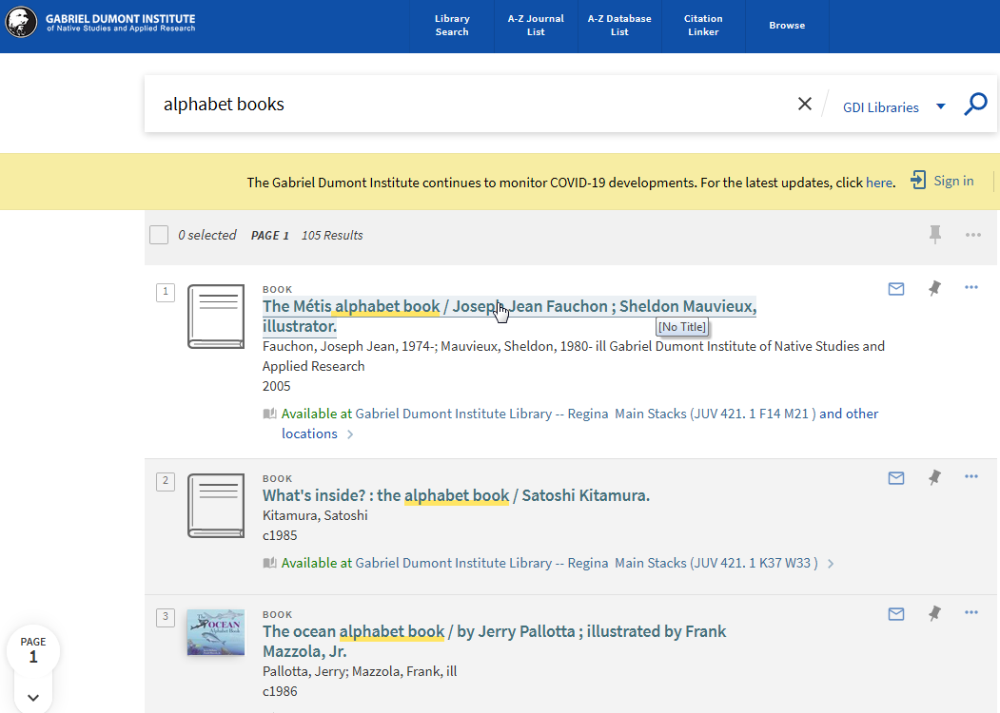 GABRIEL DUMONT INSTITUTE
of Native Studies and Applied Research
Library
Search
A-Z Journal
List
A-Z Database
List
Citation
Linker
Browse
alphabet books
GDI Libraries
The Gabriel Dumont Institute continues to monitor COVID-19 developments. For the latest updates, click here.
Sign in
0 selected PAGE 1 105 Results
1
BOOK
The Métis alphabet book / Joseph Jean Fauchon ; Sheldon Mauvieux,
illustrator.
[No Title]
Fauchon, Joseph Jean, 1974-; Mauvieux, Sheldon, 1980- ill Gabriel Dumont Institute of Native Studies and
Applied Research
2005
Available at Gabriel Dumont Institute Library -- Regina Main Stacks (JUV 421. 1 F14 M21 ) and other
locations
2
BOOK
What's inside? : the alphabet book / Satoshi Kitamura.
Kitamura, Satoshi
c1985
Available at Gabriel Dumont Institute Library -- Regina Main Stacks (JUV 421. 1 K37 W33 )
3
The
OCEAN
Alphabet Book
BOOK
The ocean alphabet book / by Jerry Pallotta ; illustrated by Frank
Mazzola, Jr.
Pallotta, Jerry; Mazzola, Frank, ill
c1986
PAGE
1